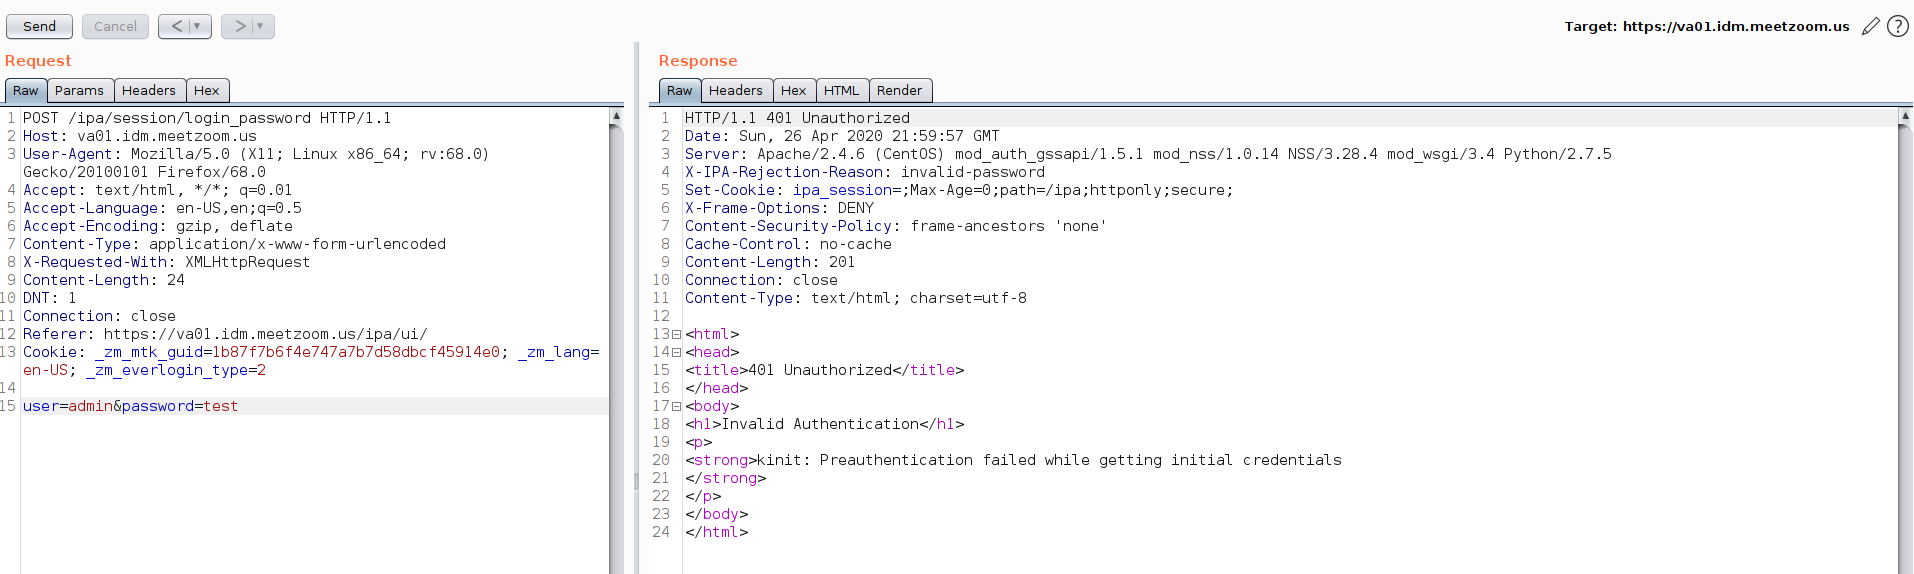 Send Cancel < ▼ > ▼ Target: https://va01.idm.meetzoom.us ?
Request
Raw Params Headers Hex
1 POST /ipa/session/login_password HTTP/1.1
2 Host: va01.idm.meetzoom.us
3 User-Agent: Mozilla/5.0 (X11; Linux x86_64; rv:68.0)
Gecko/20100101 Firefox/68.0
4 Accept: text/html, */*; q=0.01
5 Accept-Language: en-US,en;q=0.5
6 Accept-Encoding: gzip, deflate
7 Content-Type: application/x-www-form-urlencoded
8 X-Requested-With: XMLHttpRequest
9 Content-Length: 24
10 DNT: 1
11 Connection: close
12 Referer: https://va01.idm.meetzoom.us/ipa/ui/
13 Cookie: _zm_mtk_guid=1b87f7b6f4e747a7b7d58dbcf45914e0; _zm_lang=
en-US; _zm_everlogin_type=2
14
15 user=admin&password=test
Response
Raw Headers Hex HTML Render
1 HTTP/1.1 401 Unauthorized
2 Date: Sun, 26 Apr 2020 21:59:57 GMT
3 Server: Apache/2.4.6 (CentOS) mod_auth_gssapi/1.5.1 mod_nss/1.0.14 NSS/3.28.4 mod_wsgi/3.4 Python/2.7.5
4 X-IPA-Rejection-Reason: invalid-password
5 Set-Cookie: ipa_session=;Max-Age=0;path=/ipa;httponly;secure;
6 X-Frame-Options: DENY
7 Content-Security-Policy: frame-ancestors 'none'
8 Cache-Control: no-cache
9 Content-Length: 201
10 Connection: close
11 Content-Type: text/html; charset=utf-8
12
13 <html>
14 <head>
15 <title>401 Unauthorized</title>
16 </head>
17 <body>
18 <h1>Invalid Authentication</h1>
19 <p>
20 <strong>kinit: Preauthentication failed while getting initial credentials
21 </strong>
22 </p>
23 </body>
24 </html>